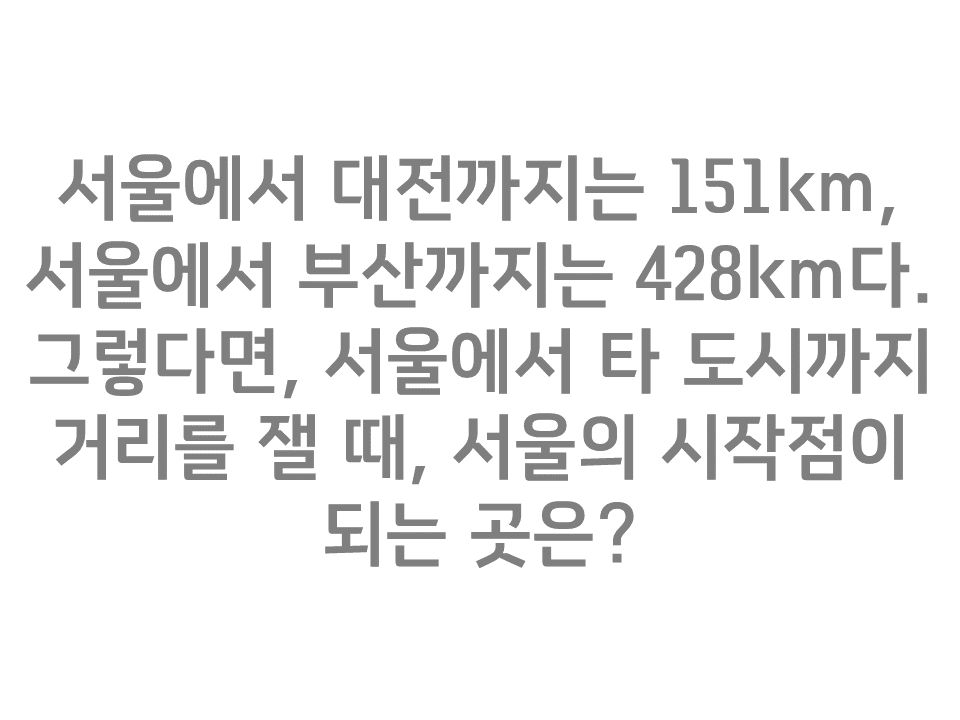 서울에서 대전까지는 151km,
서울에서 부산까지는 428km다.
그렇다면, 서울에서 타 도시까지
거리를 잴 때, 서울의 시작점이
되는 곳은?